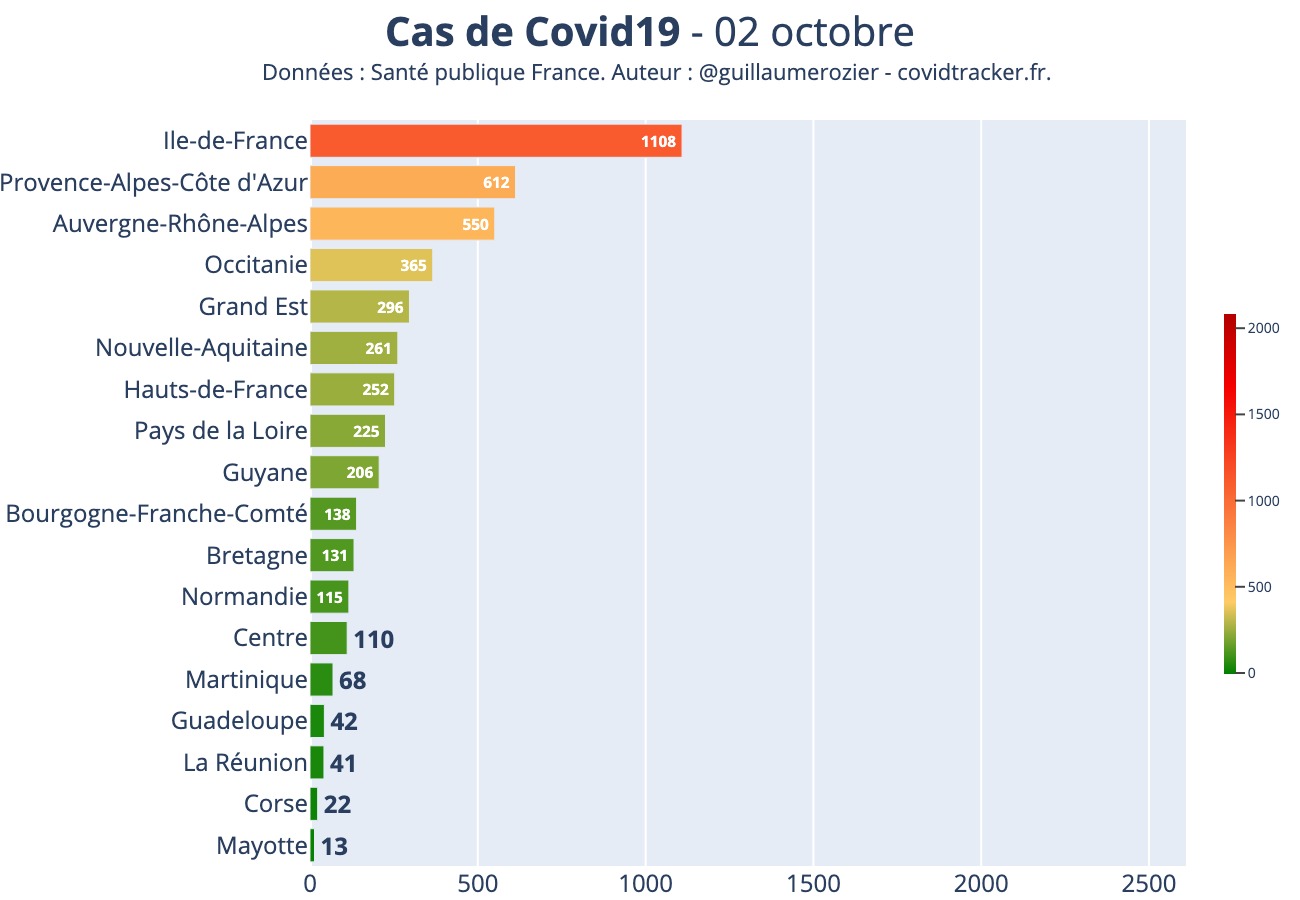 Cas de Covid19 - 02 octobre
Données : Santé publique France. Auteur : @guillaumerozier - covidtracker.fr.
Ile-de-France 1108
Provence-Alpes-Côte d'Azur 612
Auvergne-Rhône-Alpes 550
Occitanie 365
Grand Est 296
Nouvelle-Aquitaine 261
Hauts-de-France 252
Pays de la Loire 225
Guyane 206
Bourgogne-Franche-Comté 138
Bretagne 131
Normandie 115
Centre 110
Martinique 68
Guadeloupe 42
La Réunion 41
Corse 22
Mayotte 13
0 500 1000 1500 2000 2500
2000
1500
1000
500
0